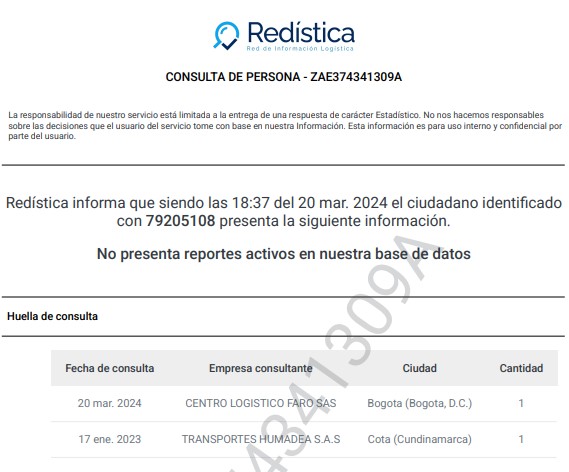 Redística
Red de Información Logística
CONSULTA DE PERSONA - ZAE374341309A
La responsabilidad de nuestro servicio está limitada a la entrega de una respuesta de carácter Estadístico. No nos hacemos responsables
sobre las decisiones que el usuario del servicio tome con base en nuestra Información. Esta información es para uso interno y confidencial por
parte del usuario.
Redística informa que siendo las 18:37 del 20 mar. 2024 el ciudadano identificado
con 79205108 presenta la siguiente información.
No presenta reportes activos en nuestra base de datos
Huella de consulta
Fecha de consulta Empresa consultante Ciudad Cantidad
20 mar. 2024 CENTRO LOGISTICO FARO SAS Bogota (Bogota, D.C.) 1
17 ene. 2023 TRANSPORTES HUMADEA S.A.S Cota (Cundinamarca) 1
4341309A